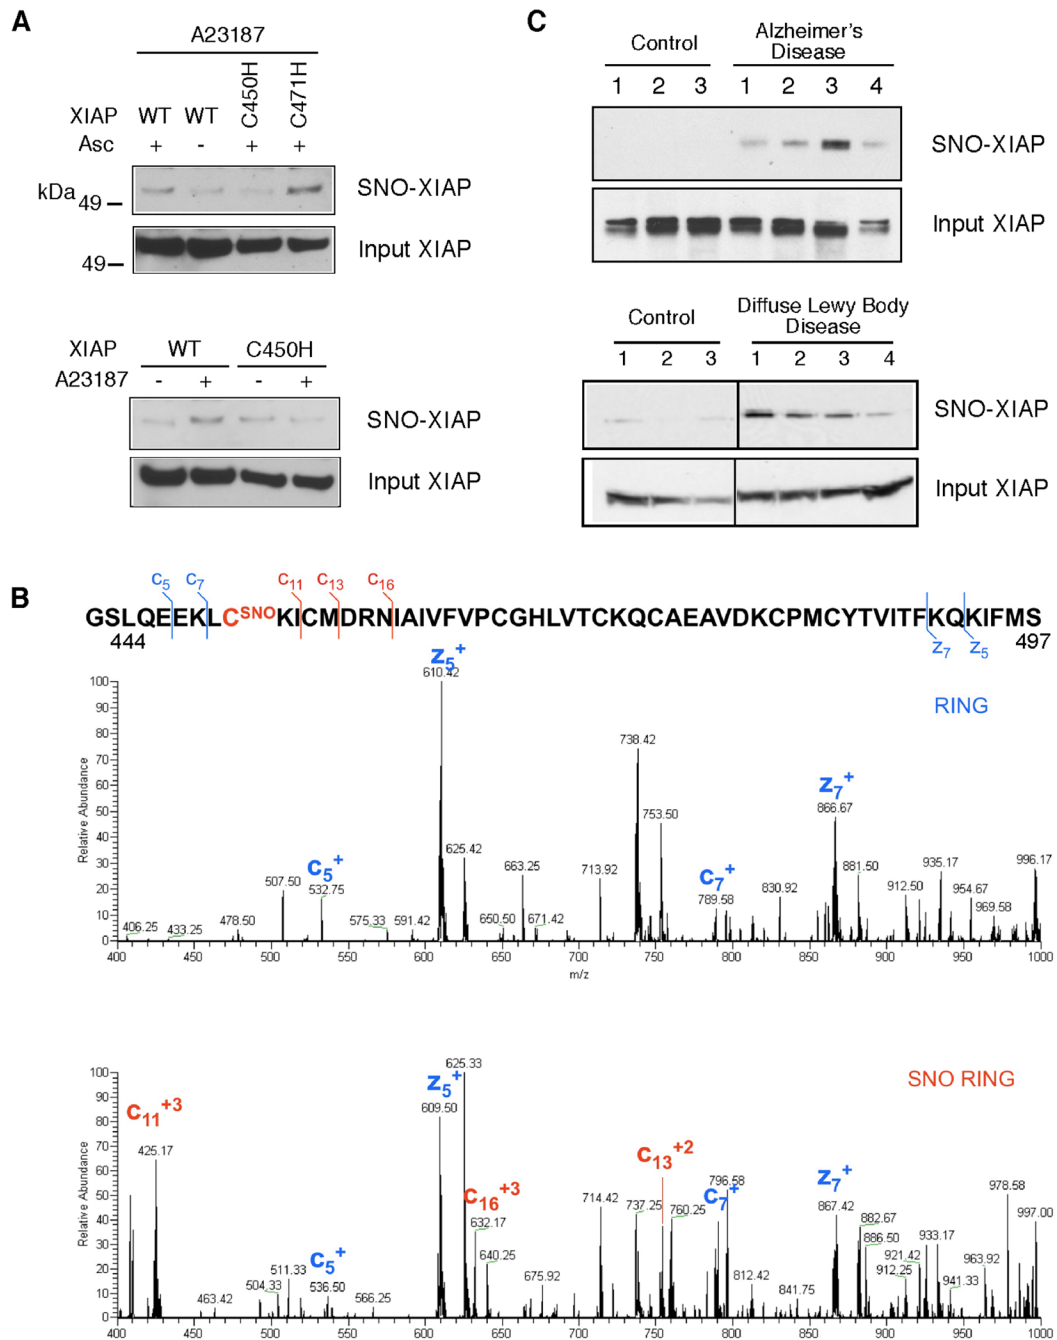 A
A23187
XIAP WT WT C450H C471H
Asc + - + +
kDa 49 SNO-XIAP
49 Input XIAP
XIAP WT C450H
A23187 - + - +
SNO-XIAP
Input XIAP
C
Control Alzheimer's Disease
1 2 3 1 2 3 4
SNO-XIAP
Input XIAP
Control Diffuse Lewy Body Disease
1 2 3 1 2 3 4
SNO-XIAP
Input XIAP
B
c5 c7 c11 c13 c16
GSLQEEKLC^SNO KICMDRNIAIVFVPCGHLVTCKQCAEAVDKCPMCYTVITFKQKIFMS
444 z7 z5 497
RING
Relative Abundance
100
90
80
70
60
50
40
30
20
10
0
406.25
433.25
478.50
507.50
c5+
532.75
575.33
591.42
z5+
610.42
625.42
650.50
663.25
671.42
713.92
738.42
753.50
c7+
789.58
830.92
z7+
866.67
881.50
912.50
935.17
954.67
969.58
996.17
400 450 500 550 600 650 700 750 800 850 900 950 1000
m/z
SNO RING
Relative Abundance
100
90
80
70
60
50
40
30
20
10
0
c11+3
425.17
463.42
504.33
511.33
c5+
536.50
566.25
z5+
609.50
625.33
c16+3
632.17
640.25
675.92
714.42
737.25
c13+2
760.25
c7+
796.58
812.42
841.75
z7+
867.42
882.67
886.50
912.25
921.42
933.17
941.33
963.92
978.58
997.00
400 450 500 550 600 650 700 750 800 850 900 950 1000